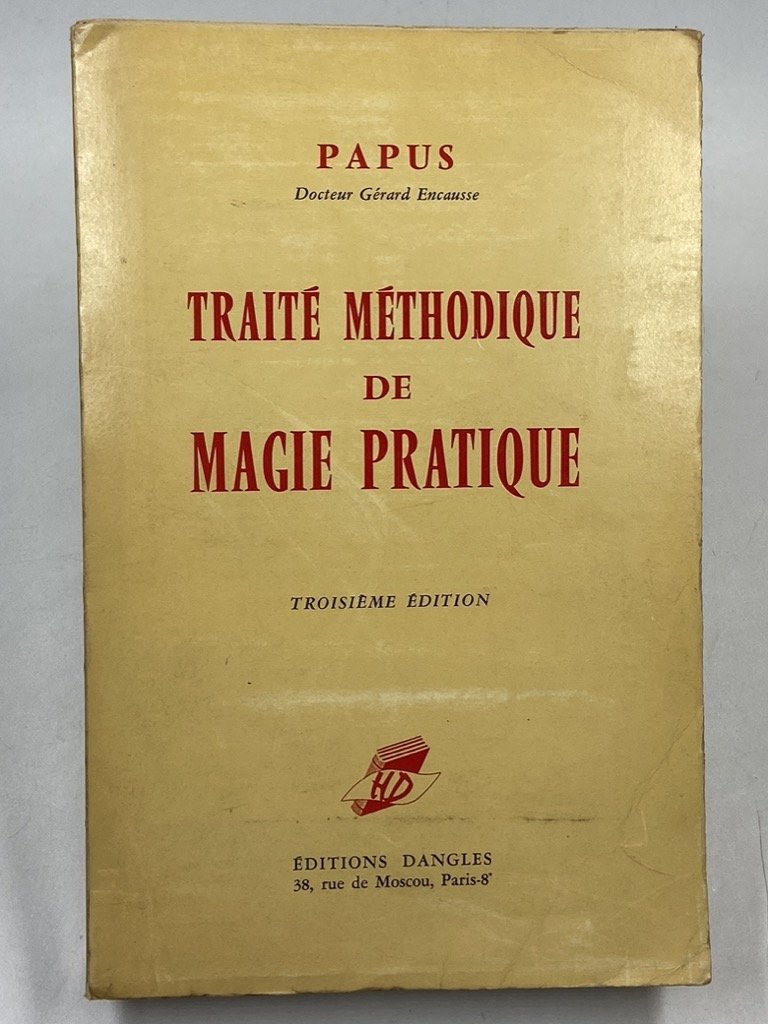 PAPUS
Docteur Gérard Encausse
TRAITÉ MÉTHODIQUE
DE
MAGIE PRATIQUE
TROISIÈME ÉDITION
HD
ÉDITIONS DANGLES
38, rue de Moscou, Paris-8ᵉ